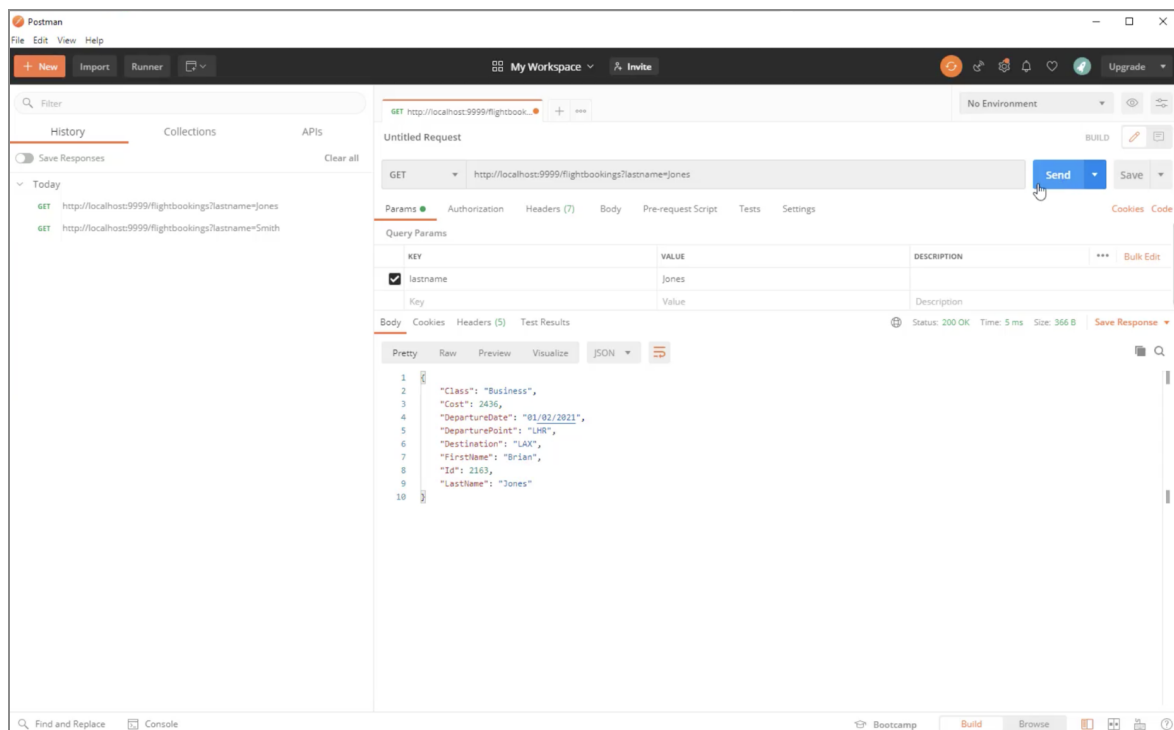 Postman
File Edit View Help
+ New Import Runner My Workspace Invite Upgrade
Filter
History Collections APIs
Save Responses Clear all
Today
GET http://localhost:9999/flightbookings?lastname=Jones
GET http://localhost:9999/flightbookings?lastname=Smith
GET http://localhost:9999/flightbook... + ooo No Environment
Untitled Request BUILD
GET http://localhost:9999/flightbookings?lastname=Jones Send Save
Params Authorization Headers (7) Body Pre-request Script Tests Settings Cookies Code
Query Params
KEY VALUE DESCRIPTION ••• Bulk Edit
lastname Jones
Key Value Description
Body Cookies Headers (5) Test Results Status: 200 OK Time: 5 ms Size: 366 B Save Response
Pretty Raw Preview Visualize JSON
1 {
2 "Class": "Business",
3 "Cost": 2436,
4 "DepartureDate": "01/02/2021",
5 "DeparturePoint": "LHR",
6 "Destination": "LAX",
7 "FirstName": "Brian",
8 "Id": 2163,
9 "LastName": "Jones"
10 }
Find and Replace Console Bootcamp Build Browse